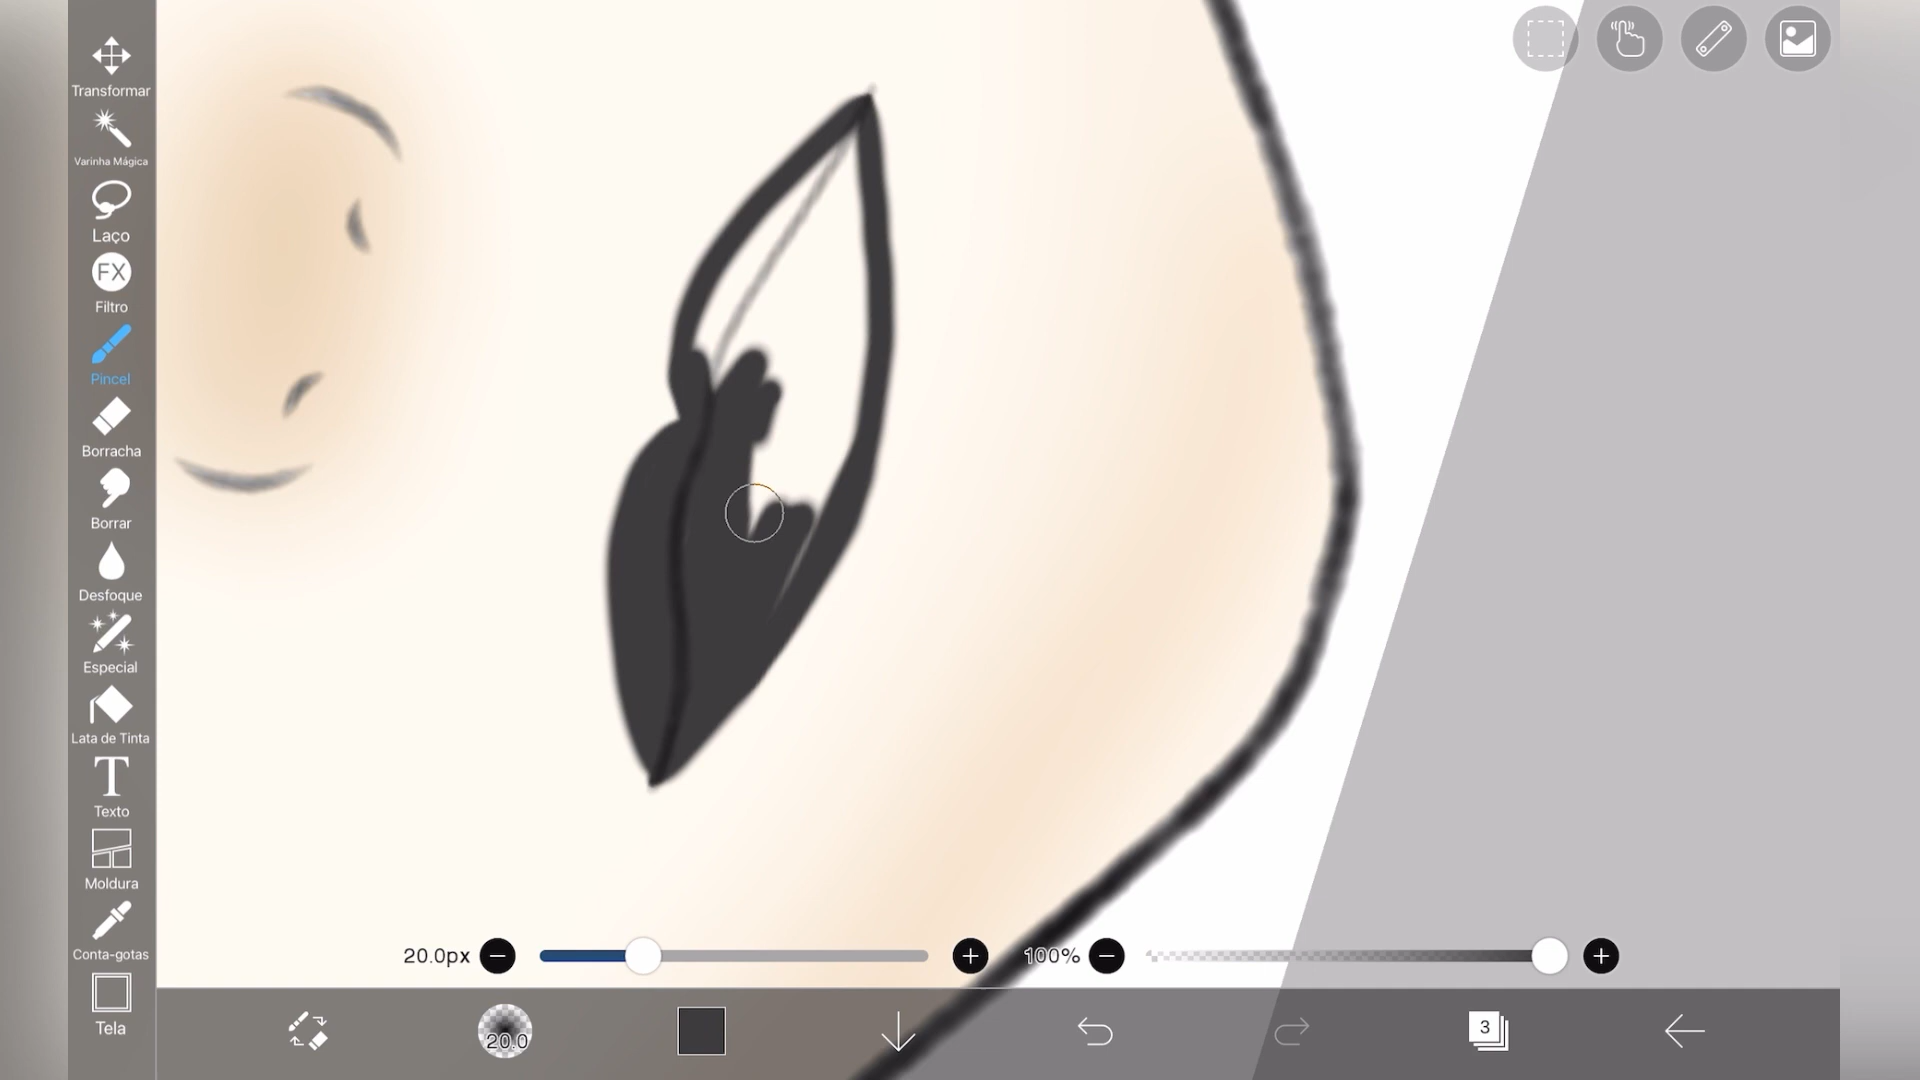 Transformar
Varinha Mágica
Laço
FX
Filtro
Pincel
Borracha
Borrar
Desfoque
Especial
Lata de Tinta
T
Texto
Moldura
Conta-gotas
Tela
20.0px
100%
20.0
3